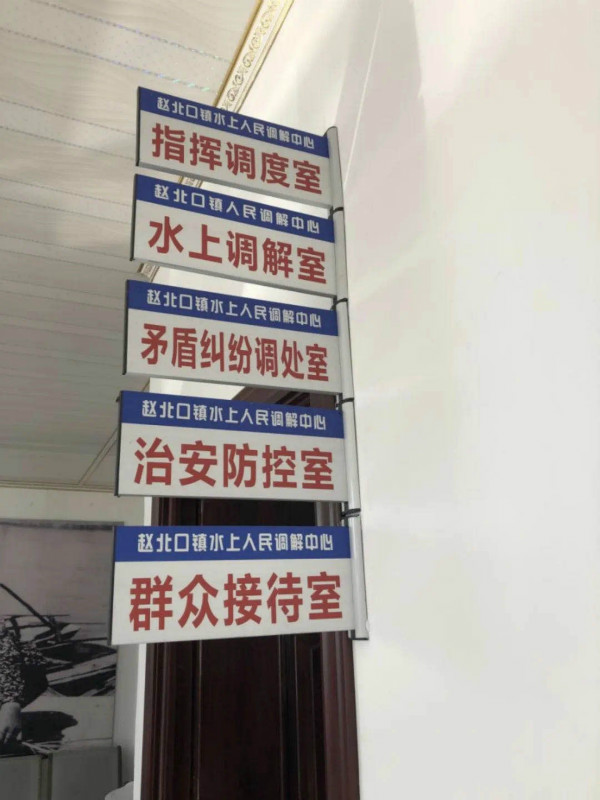 赵北口镇水上人民调解中心
指挥调度室
赵北口镇人民调解中心
水上调解室
赵北口镇水上人民调解中心
矛盾纠纷调处室
赵北口镇水上人民调解中心
治安防控室
赵北口镇水上人民调解中心
群众接待室